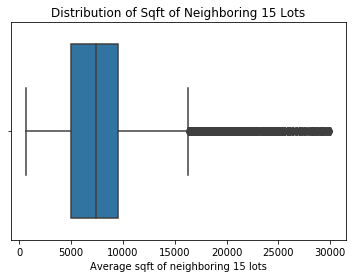 Distribution of Sqft of Neighboring 15 Lots
0 5000 10000 15000 20000 25000 30000
Average sqft of neighboring 15 lots